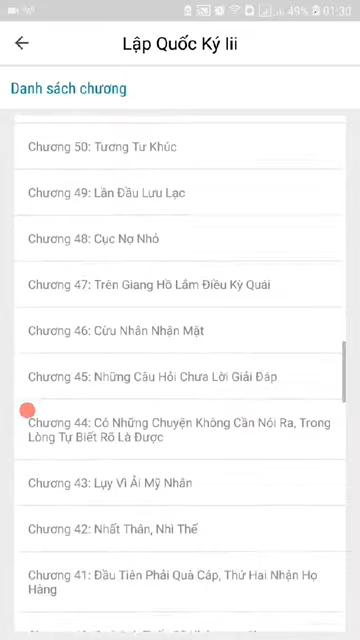 49% 01:30
Lập Quốc Ký Iii
Danh sách chương
Chương 50: Tương Tư Khúc
Chương 49: Lần Đầu Lưu Lạc
Chương 48: Cục Nợ Nhỏ
Chương 47: Trên Giang Hồ Lắm Điều Kỳ Quái
Chương 46: Cừu Nhân Nhận Mặt
Chương 45: Những Câu Hỏi Chưa Lời Giải Đáp
Chương 44: Có Những Chuyện Không Cần Nói Ra, Trong
Lòng Tự Biết Rõ Là Được
Chương 43: Lụy Vì Ải Mỹ Nhân
Chương 42: Nhất Thân, Nhì Thế
Chương 41: Đầu Tiên Phải Quà Cáp, Thứ Hai Nhận Họ
Hàng